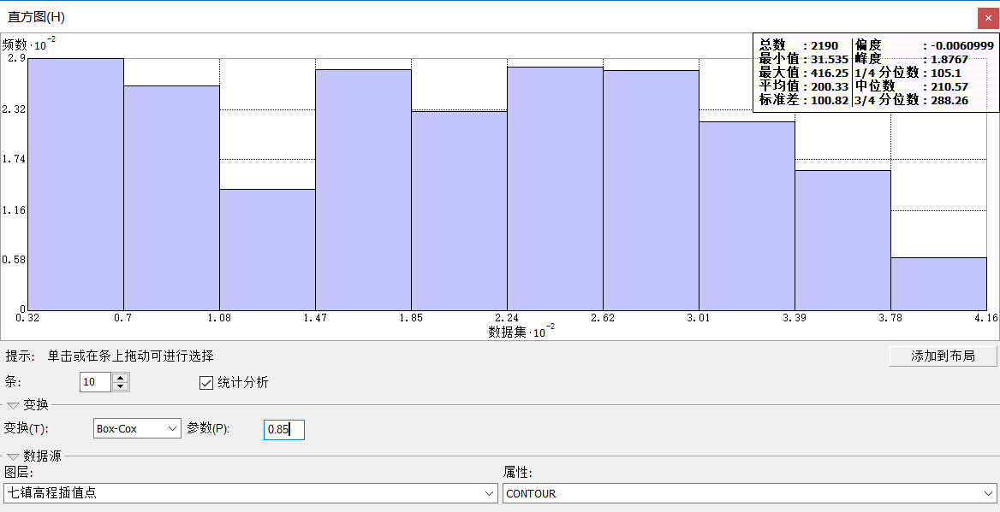 直方图(H)
频数·10⁻²
总数 : 2190 偏度 : -0.0060999
最小值 : 31.535 峰度 : 1.8767
最大值 : 416.25 1/4 分位数 : 105.1
平均值 : 200.33 中位数 : 210.57
标准差 : 100.82 3/4 分位数 : 288.26
2.9
2.32
1.74
1.16
0.58
0
0.32 0.7 1.08 1.47 1.85 2.24 2.62 3.01 3.39 3.78 4.16
数据集·10⁻²
提示: 单击或在条上拖动可进行选择 添加到布局
条: 10 统计分析
变换
变换(T): Box-Cox 参数(P): 0.85
数据源
图层: 属性:
七镇高程插值点 CONTOUR